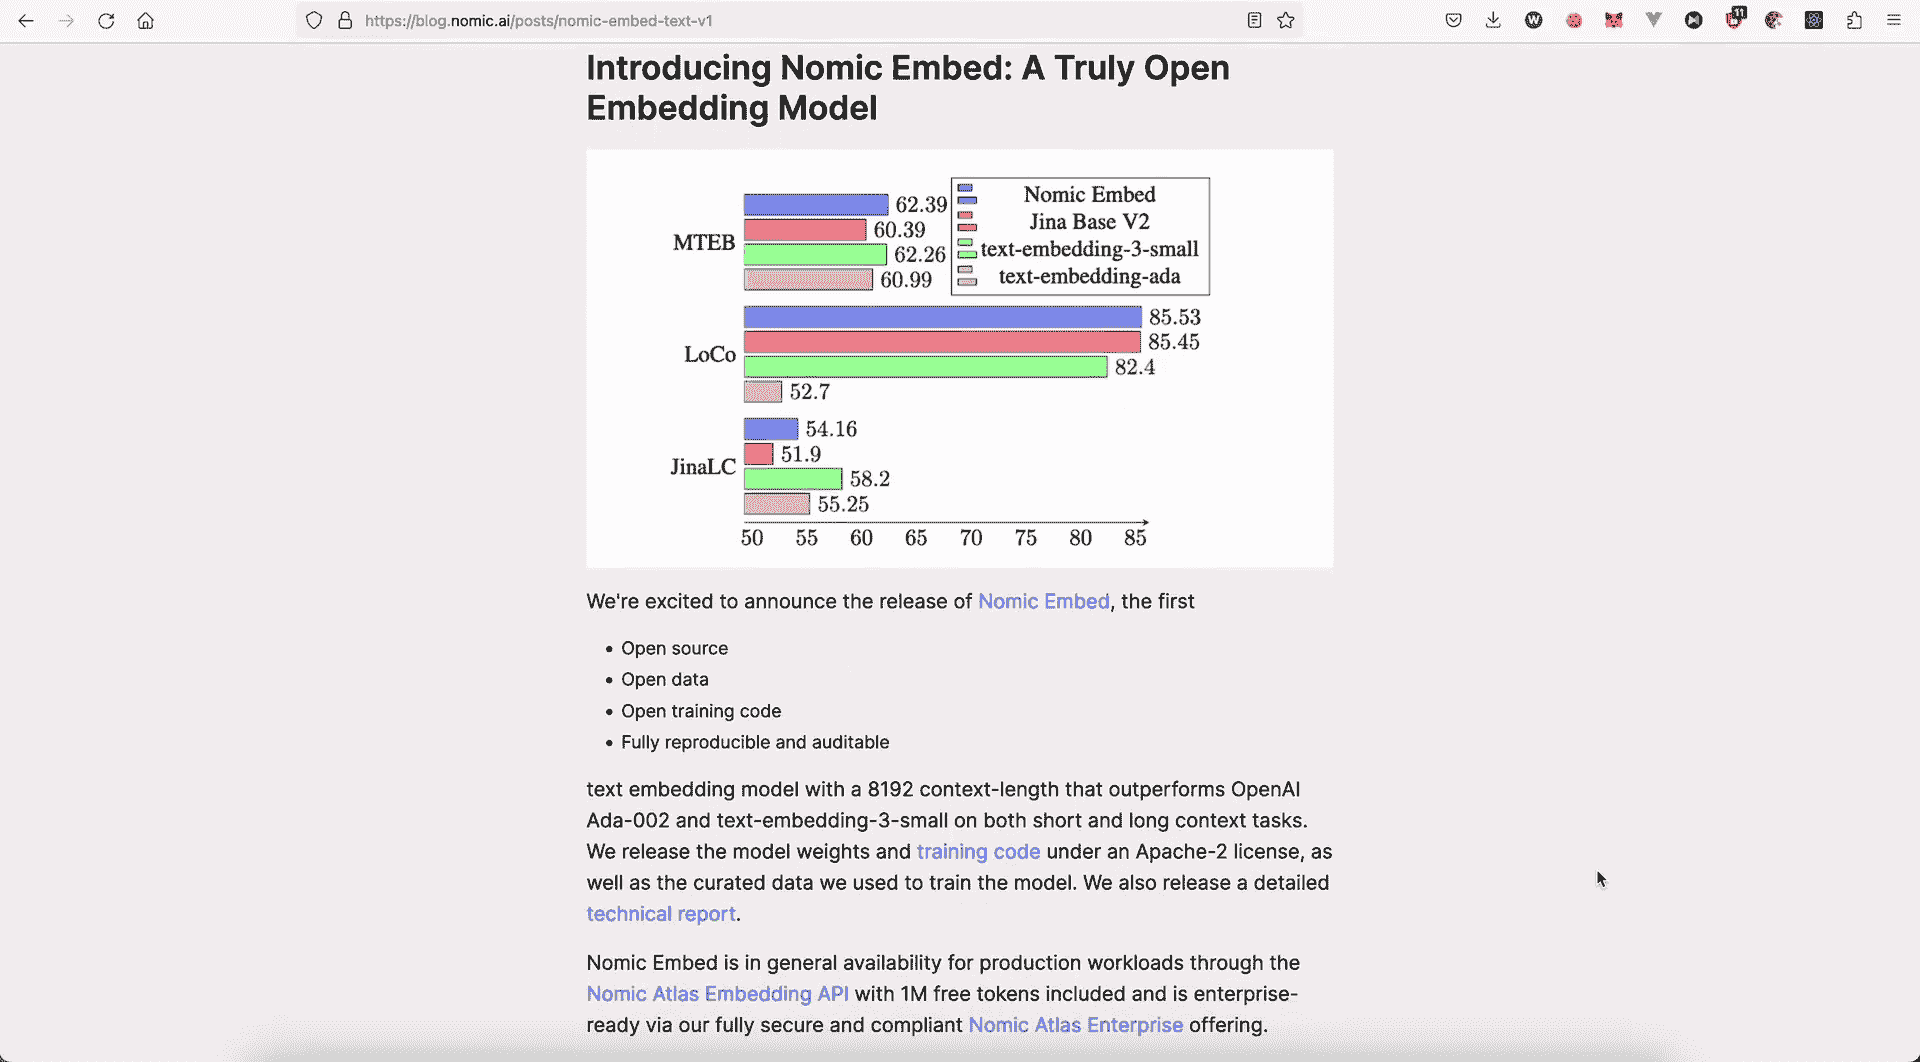 https://blog.nomic.ai/posts/nomic-embed-text-v1
W
11
Introducing Nomic Embed: A Truly Open
Embedding Model
Nomic Embed
Jina Base V2
text-embedding-3-small
text-embedding-ada
MTEB
62.39
60.39
62.26
60.99
LoCo
85.53
85.45
82.4
52.7
JinaLC
54.16
51.9
58.2
55.25
50 55 60 65 70 75 80 85
We're excited to announce the release of Nomic Embed, the first
• Open source
• Open data
• Open training code
• Fully reproducible and auditable
text embedding model with a 8192 context-length that outperforms OpenAI
Ada-002 and text-embedding-3-small on both short and long context tasks.
We release the model weights and training code under an Apache-2 license, as
well as the curated data we used to train the model. We also release a detailed
technical report.
Nomic Embed is in general availability for production workloads through the
Nomic Atlas Embedding API with 1M free tokens included and is enterprise-
ready via our fully secure and compliant Nomic Atlas Enterprise offering.